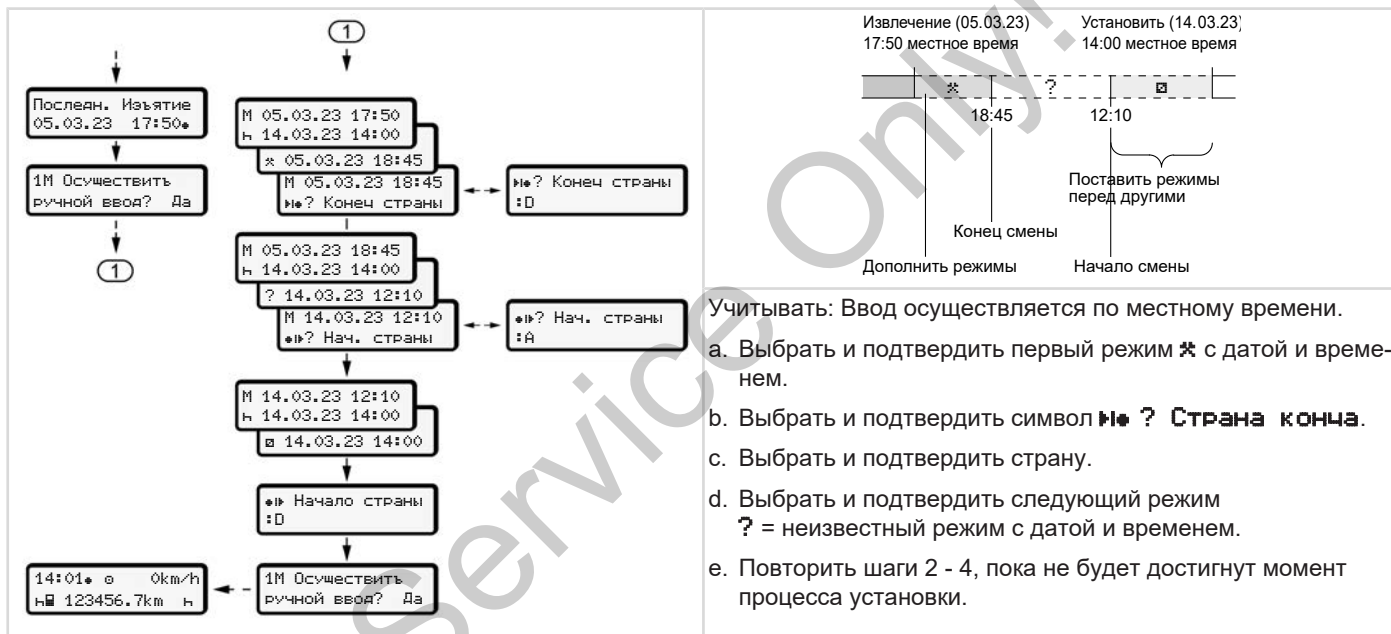 1
Последн. Изъятие
05.03.23 17:50
1М Осуществить
ручной ввод? Да
1
М 05.03.23 17:50
h 14.03.23 14:00
05.03.23 18:45
М 05.03.23 18:45
? Конец страны
? Конец страны
:D
М 05.03.23 18:45
h 14.03.23 14:00
? 14.03.23 12:10
М 14.03.23 12:10
? Нач. страны
? Нач. страны
:A
М 14.03.23 12:10
h 14.03.23 14:00
14.03.23 14:00
Начало страны
:D
1М Осуществить
ручной ввод? Да
14:01 0km/h
h 123456.7km h
Извлечение (05.03.23)
17:50 местное время
Установить (14.03.23)
14:00 местное время
?
18:45
12:10
Поставить режимы
перед другими
Конец смены
Дополнить режимы
Начало смены
Учитывать: Ввод осуществляется по местному времени.
a. Выбрать и подтвердить первый режим с датой и време-
нем.
b. Выбрать и подтвердить символ ? Страна конца.
c. Выбрать и подтвердить страну.
d. Выбрать и подтвердить следующий режим
? = неизвестный режим с датой и временем.
e. Повторить шаги 2 - 4, пока не будет достигнут момент
процесса установки.
Service Only!